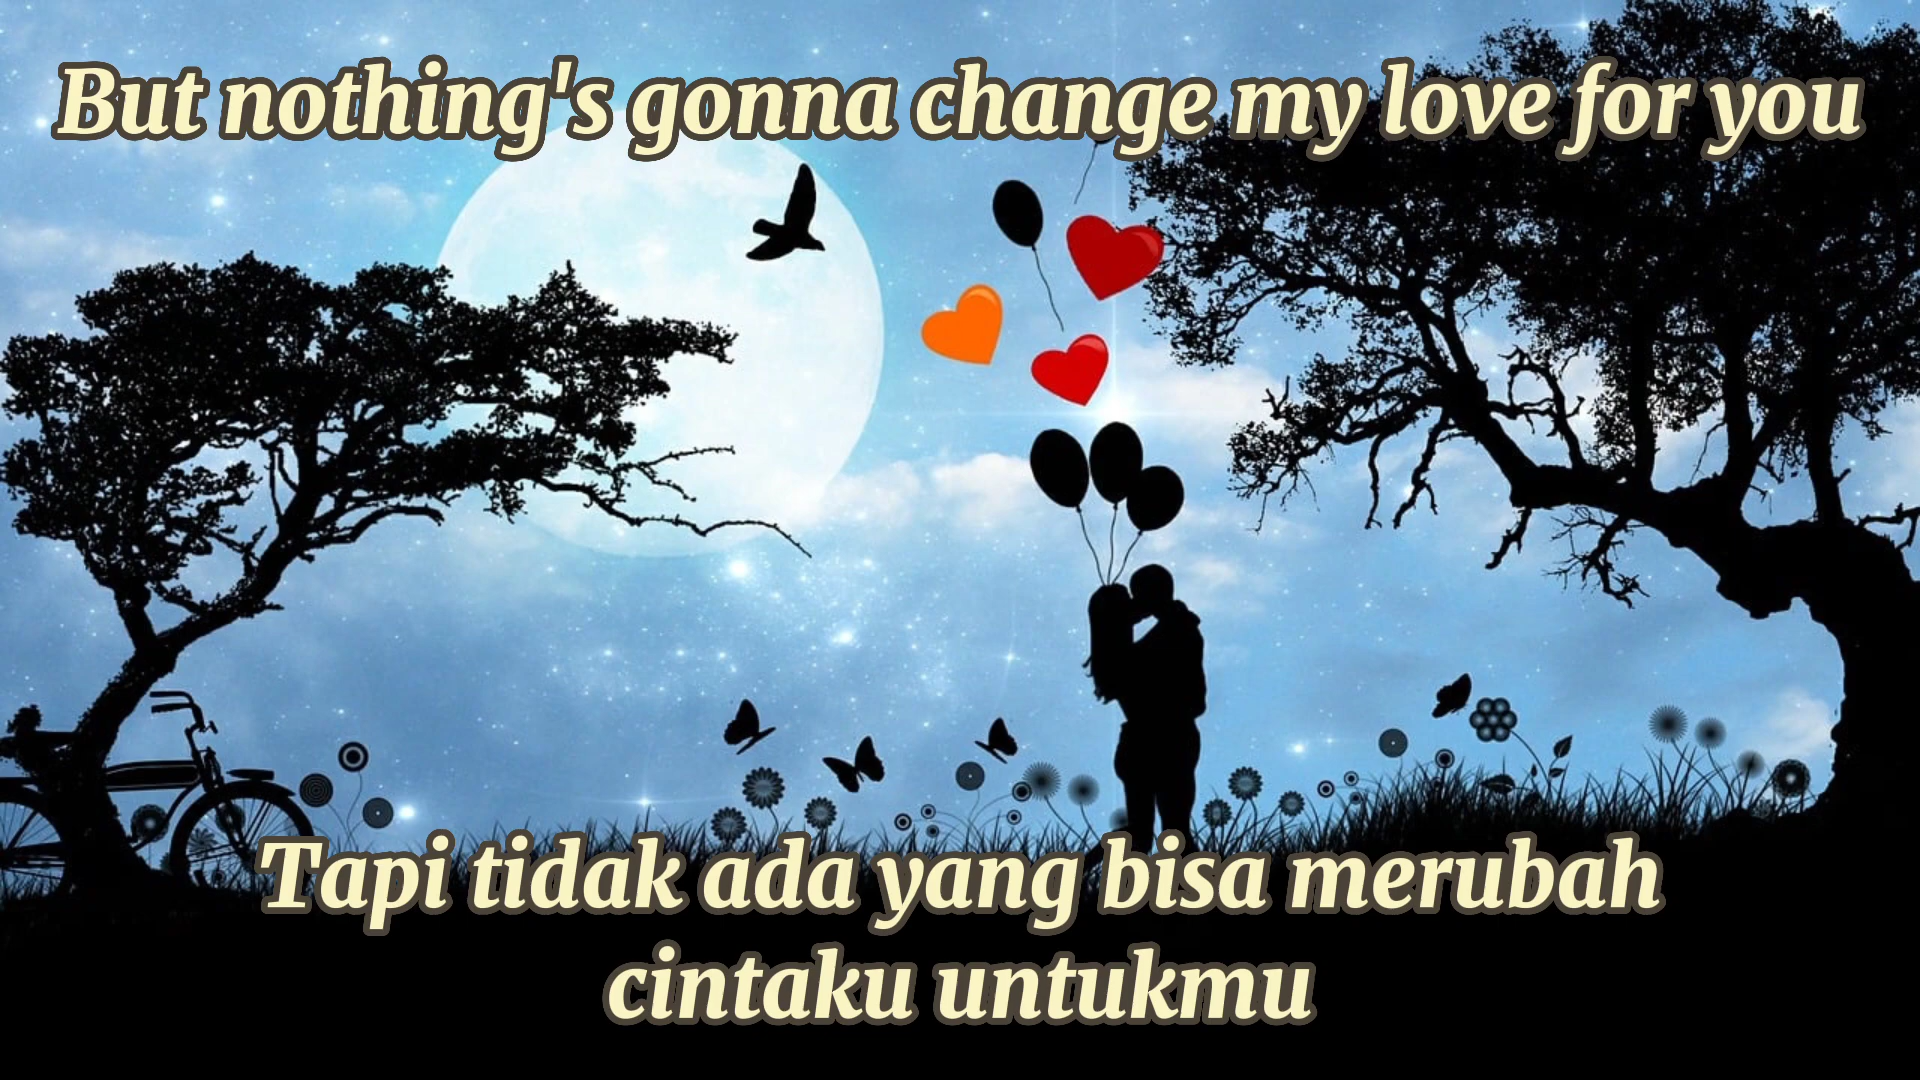 But nothing's gonna change my love for you
Tapi tidak ada yang bisa merubah
cintaku untukmu